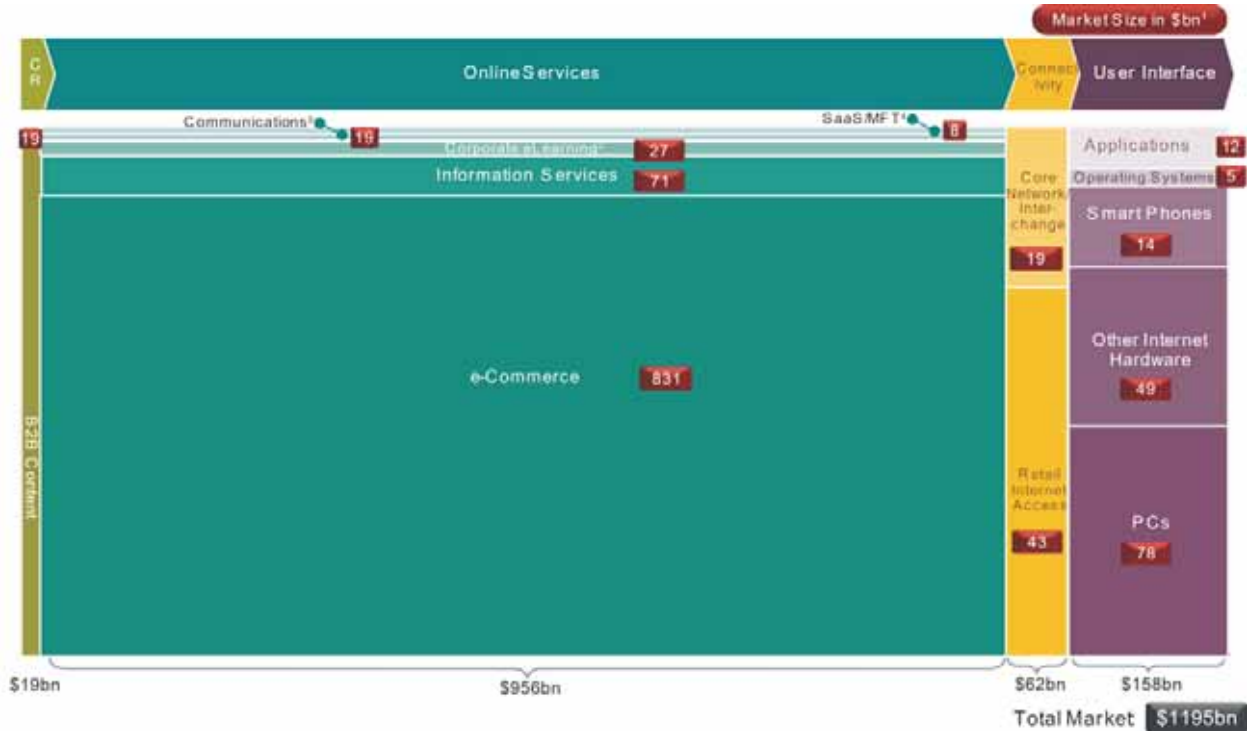 Market Size in $bn¹
C
R
Online Services
Connect
ivity
User Interface
Communications³
19
SaaS/MFT⁴
8
19
Corporate eLearning²
27
Information Services
71
e-Commerce
831
B2B Content
Core
Network/
Inter-
change
19
Retail
Internet
Access
43
Applications
12
Operating Systems
5
Smart Phones
14
Other Internet
Hardware
49
PCs
78
$19bn
$956bn
$62bn
$158bn
Total Market $1195bn